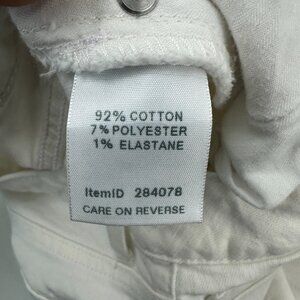 92% COTTON
7% POLYESTER
1% ELASTANE
ItemID 284078
CARE ON REVERSE